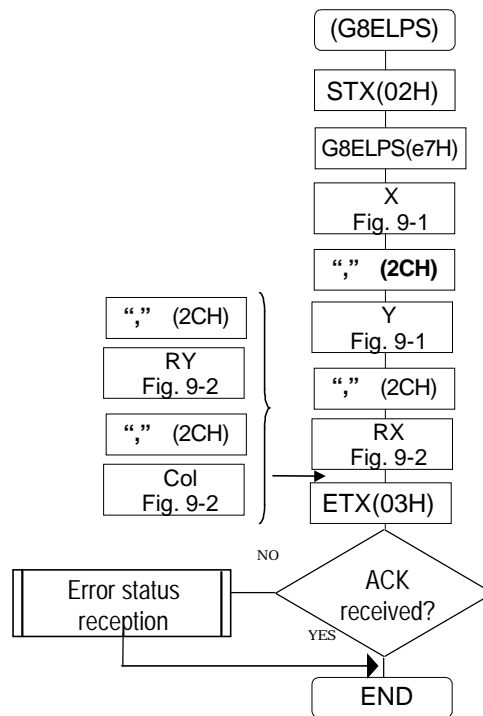 (G8ELPS)
STX(02H)
G8ELPS(e7H)
X
Fig. 9-1
“,” (2CH)
Y
Fig. 9-1
“,” (2CH)
RX
Fig. 9-2
“,” (2CH)
RY
Fig. 9-2
“,” (2CH)
Col
Fig. 9-2
ETX(03H)
ACK
received?
NO
Error status
reception
YES
END